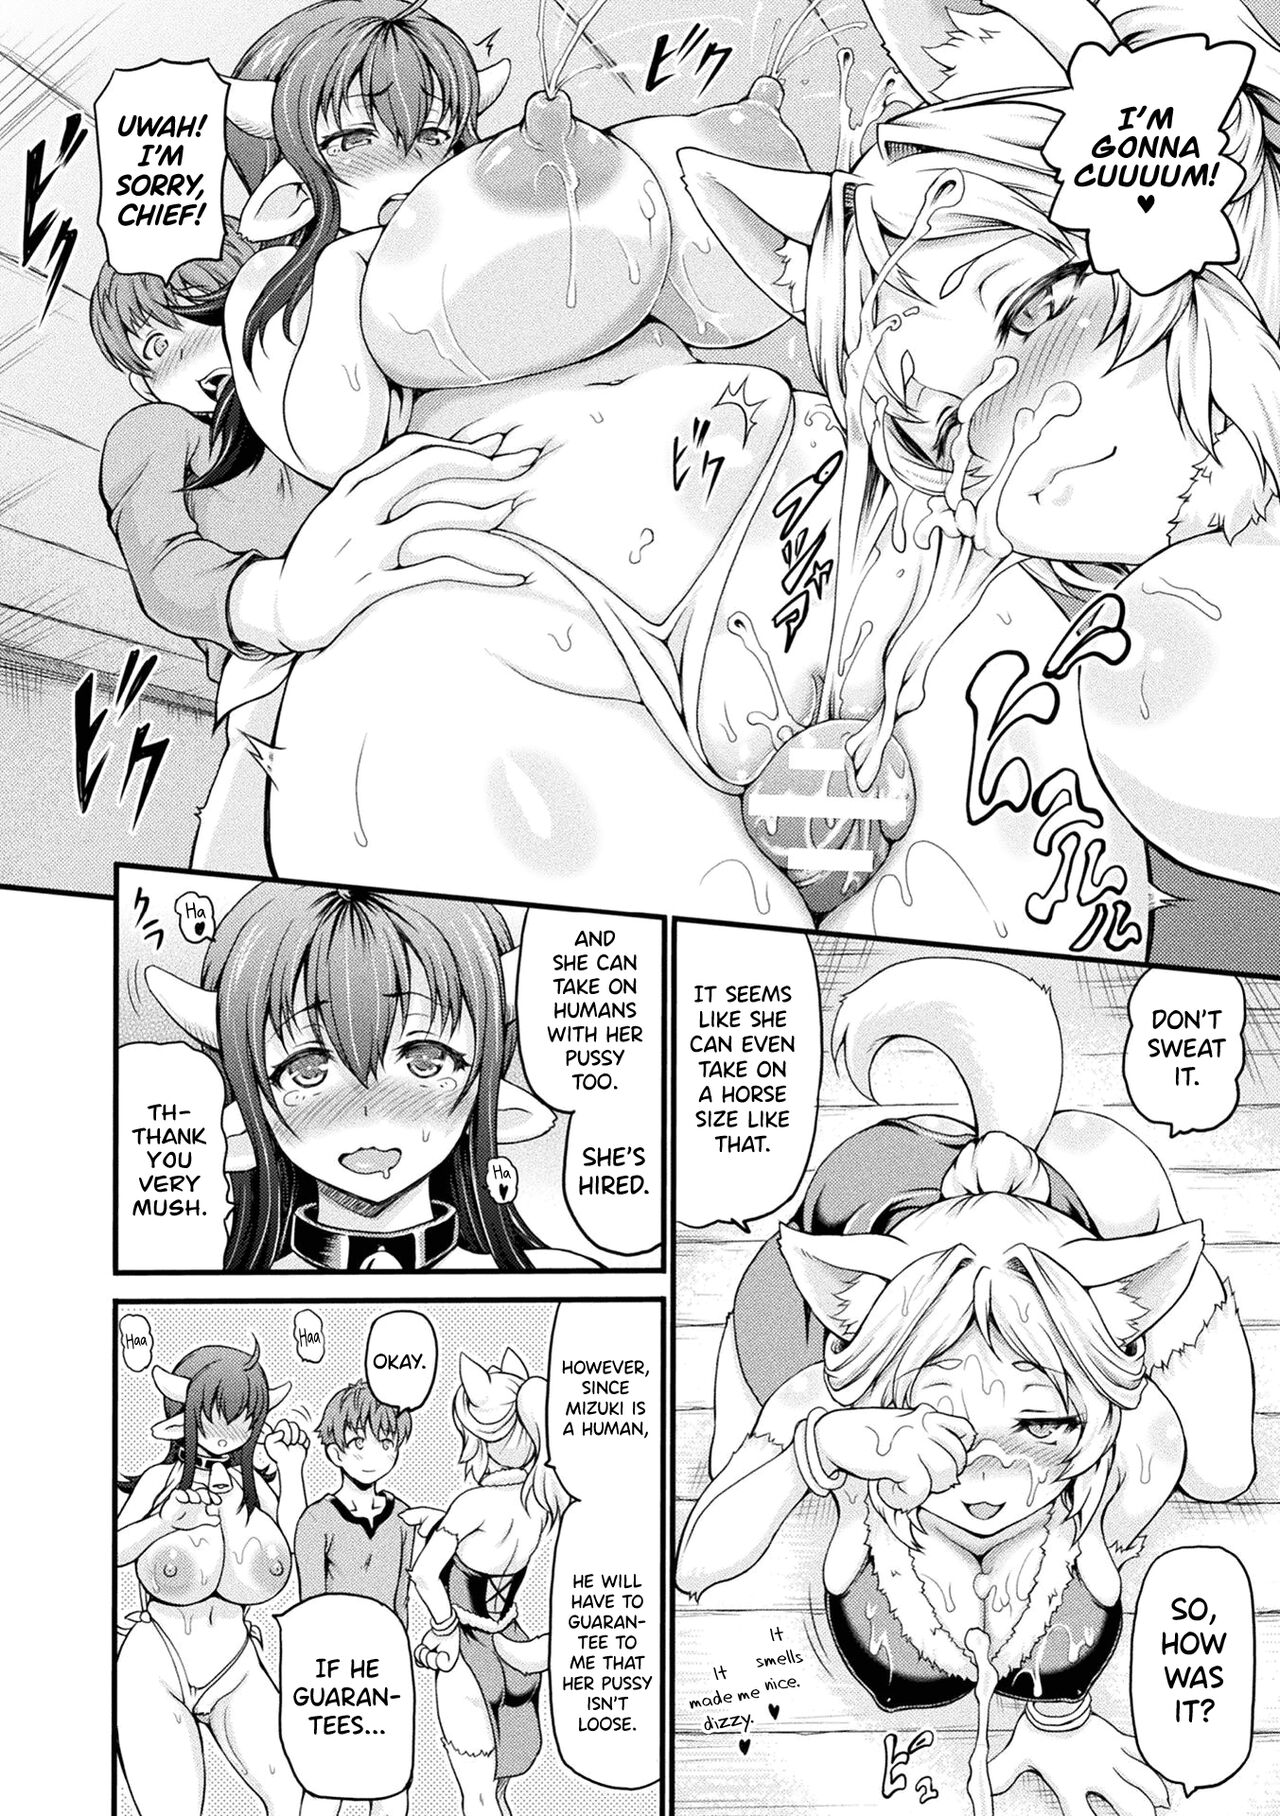 I'M
GONNA
CUUUUM!
♥
UWAH!
I'M
SORRY,
CHIEF!
ビク
ビク
ビク
ビク
DON'T
SWEAT
IT.
IT SEEMS
LIKE SHE
CAN EVEN
TAKE ON
A HORSE
SIZE LIKE
THAT.
SO,
HOW
WAS IT?
It
smells
nice.
It
made me
dizzy.
♥
♥
ビュ
AND
SHE CAN
TAKE ON
HUMANS
WITH HER
PUSSY
TOO.
SHE'S
HIRED.
Ha
♥
Ha
♥
TH-
THANK
YOU
VERY
MUSH.
HOWEVER,
SINCE
MIZUKI IS
A HUMAN,
HE WILL
HAVE TO
GUARAN-
TEE TO
ME THAT
HER PUSSY
ISN'T
LOOSE.
OKAY.
Haa
Haa
IF HE
GUARAN-
TEES...